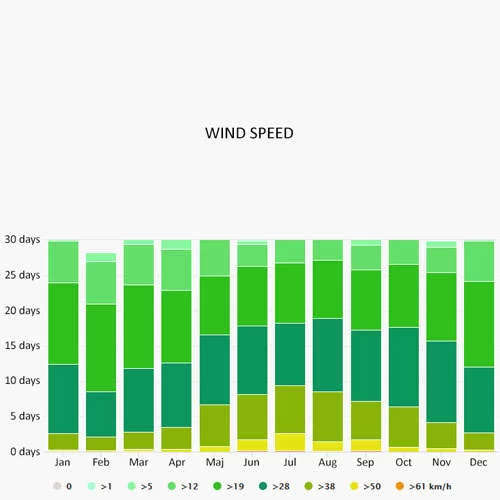 WIND SPEED
30 days
25 days
20 days
15 days
10 days
5 days
0 days
Jan Feb Mar Apr Maj Jun Jul Aug Sep Oct Nov Dec
0 >1 >5 >12 >19 >28 >38 >50 >61 km/h